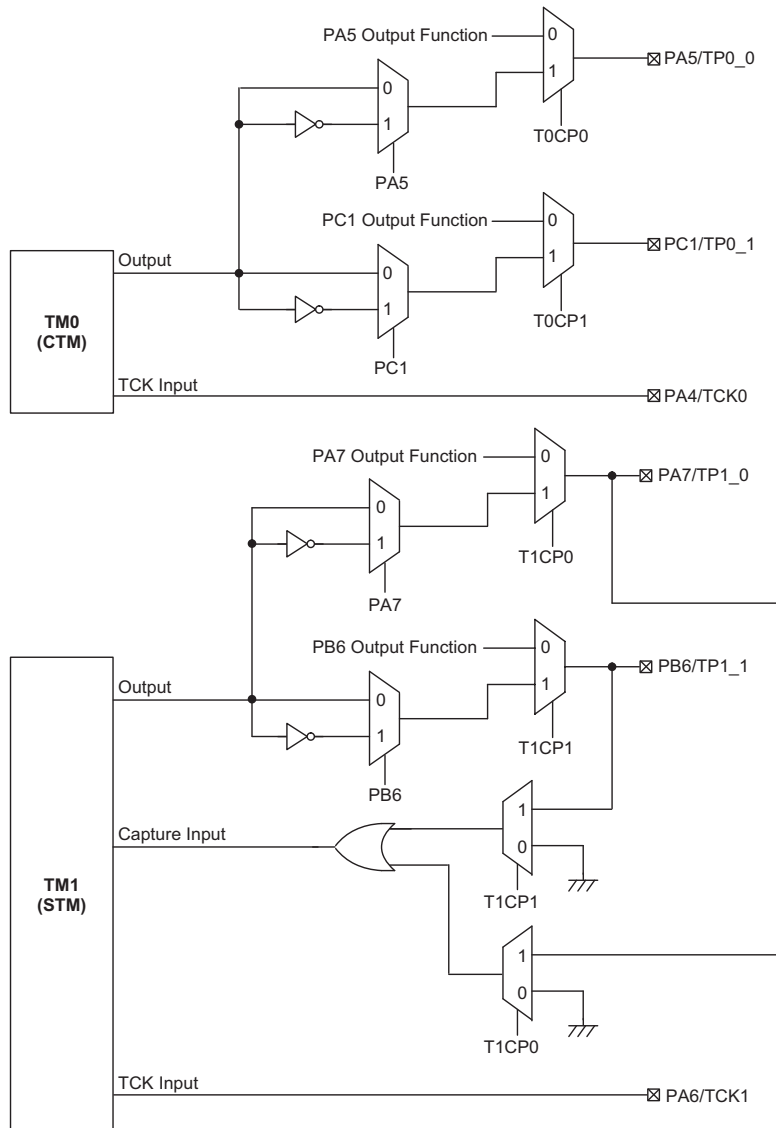 PA5 Output Function
0
1
PA5/TP0_0
0
1
T0CP0
PA5
PC1 Output Function
0
1
PC1/TP0_1
Output
0
1
T0CP1
TM0
(CTM)
PC1
TCK Input
PA4/TCK0
PA7 Output Function
0
1
PA7/TP1_0
0
1
T1CP0
PA7
PB6 Output Function
0
1
PB6/TP1_1
Output
0
1
T1CP1
PB6
Capture Input
1
0
T1CP1
TM1
(STM)
1
0
T1CP0
TCK Input
PA6/TCK1